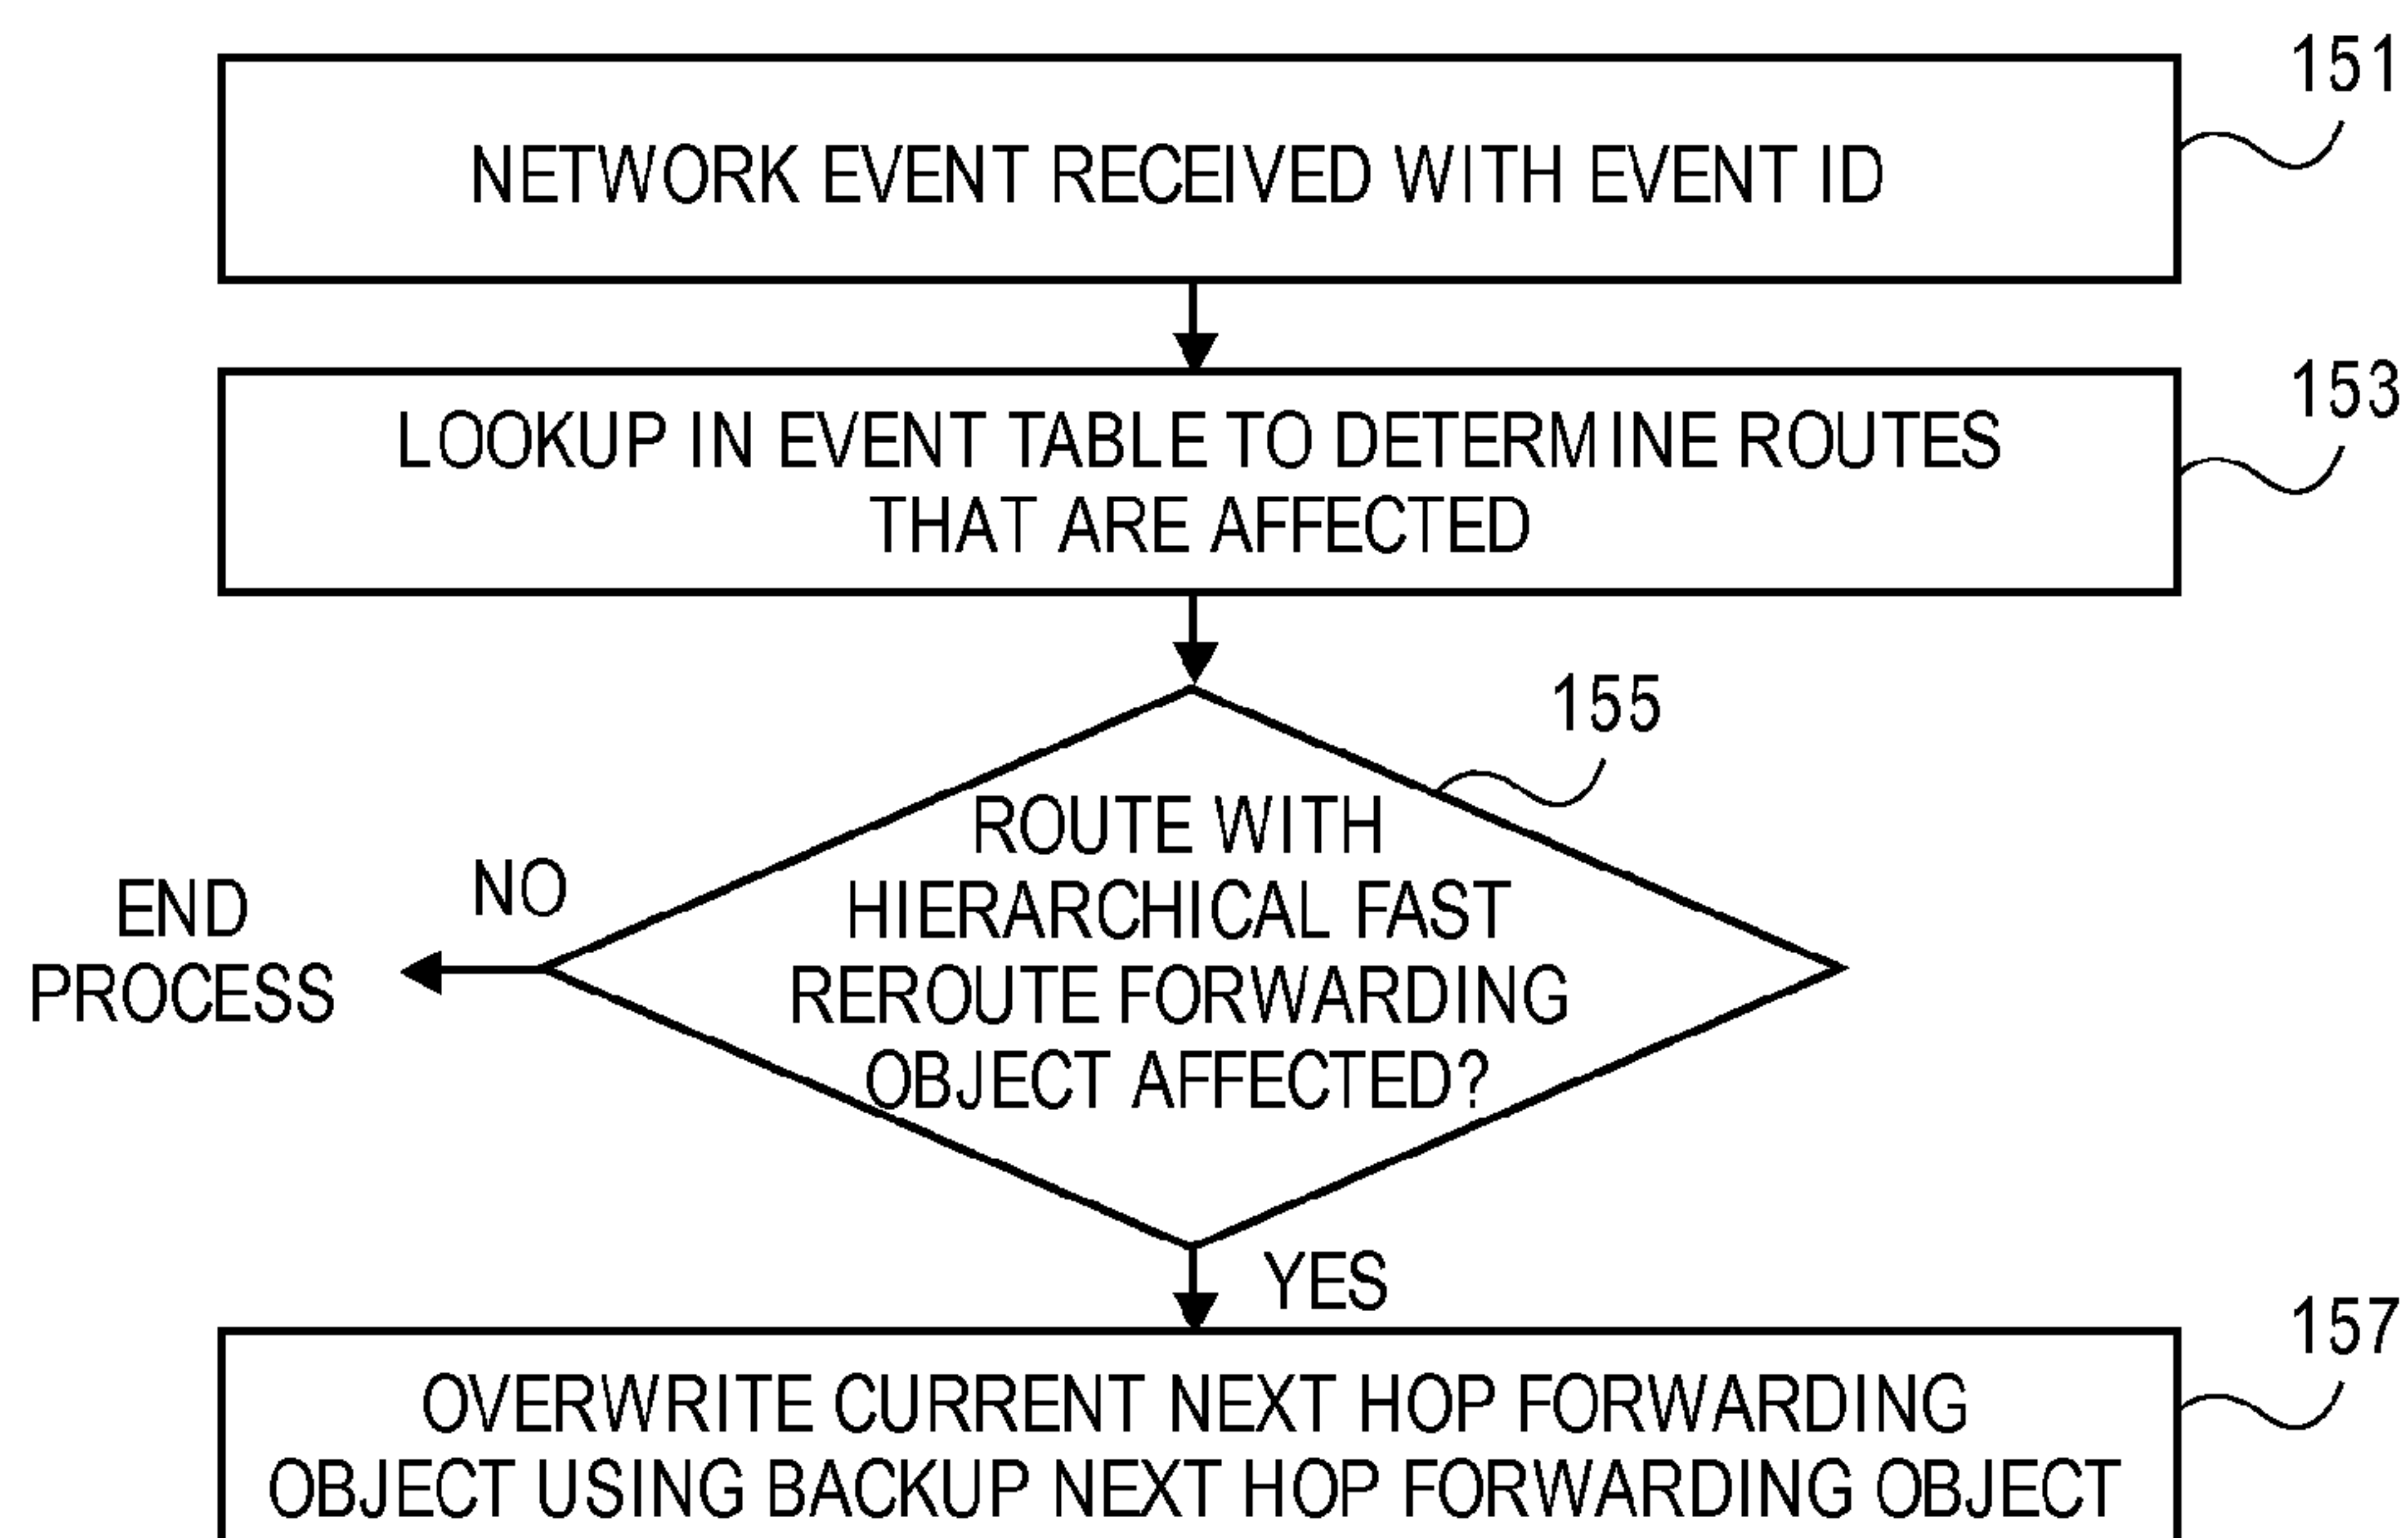 151
NETWORK EVENT RECEIVED WITH EVENT ID
153
LOOKUP IN EVENT TABLE TO DETERMINE ROUTES
THAT ARE AFFECTED
155
ROUTE WITH
HIERARCHICAL FAST
REROUTE FORWARDING
OBJECT AFFECTED?
NO
END
PROCESS
YES
157
OVERWRITE CURRENT NEXT HOP FORWARDING
OBJECT USING BACKUP NEXT HOP FORWARDING OBJECT